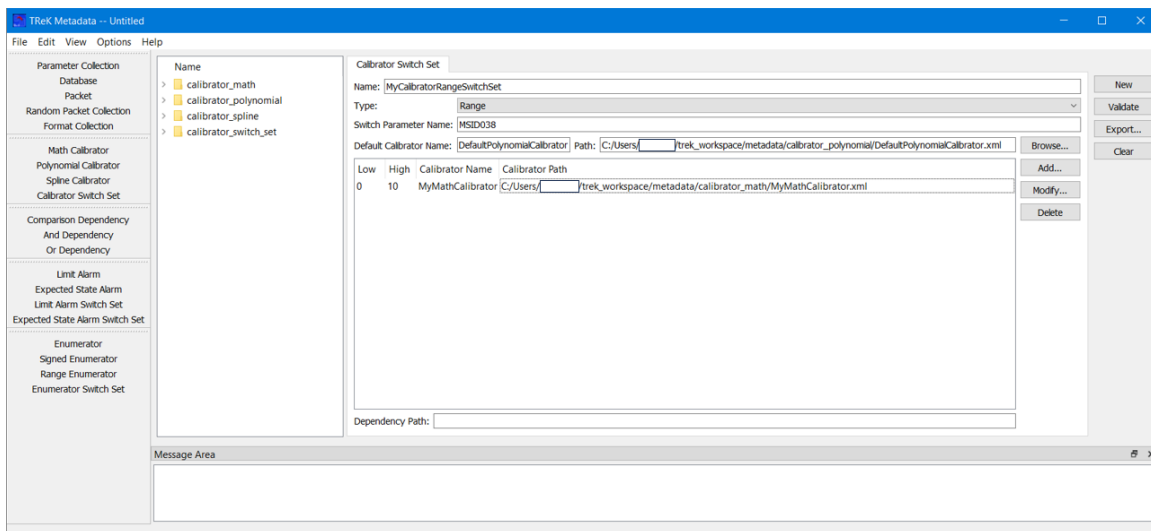 TReK Metadata -- Untitled
File Edit View Options Help
Parameter Collection
Database
Packet
Random Packet Collection
Format Collection
Math Calibrator
Polynomial Calibrator
Spline Calibrator
Calibrator Switch Set
Comparison Dependency
And Dependency
Or Dependency
Limit Alarm
Expected State Alarm
Limit Alarm Switch Set
Expected State Alarm Switch Set
Enumerator
Signed Enumerator
Range Enumerator
Enumerator Switch Set
Name
calibrator_math
calibrator_polynomial
calibrator_spline
calibrator_switch_set
Calibrator Switch Set
Name: MyCalibratorRangeSwitchSet
Type: Range
Switch Parameter Name: MSID038
Default Calibrator Name: DefaultPolynomialCalibrator Path: C:/Users/ /trek_workspace/metadata/calibrator_polynomial/DefaultPolynomialCalibrator.xml Browse...
Low High Calibrator Name Calibrator Path
0 10 MyMathCalibrator C:/Users/ /trek_workspace/metadata/calibrator_math/MyMathCalibrator.xml
Add...
Modify...
Delete
Dependency Path:
New
Validate
Export...
Clear
Message Area